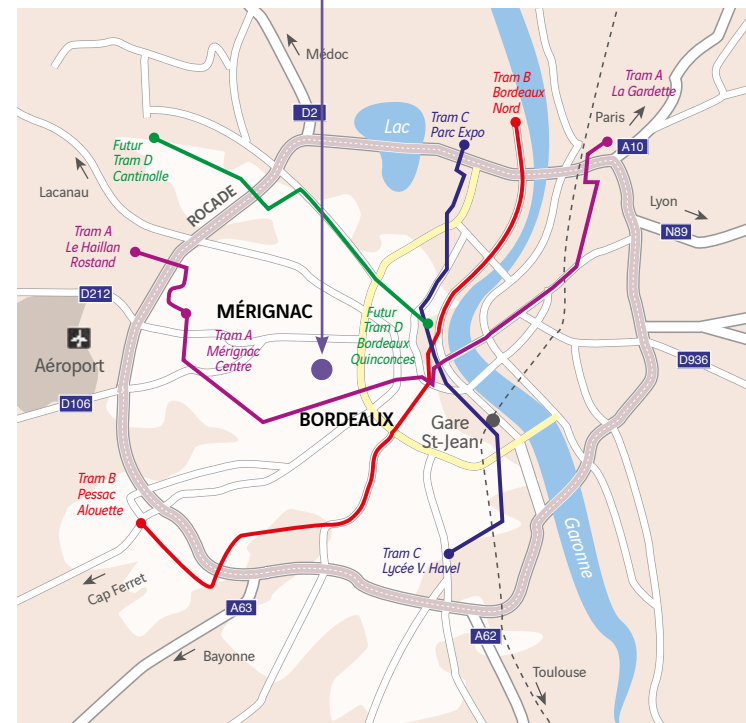 Médoc
D2
Lac
Tram C
Parc Expo
Tram B
Bordeaux
Nord
Tram A
La Gardette
Paris
A10
Futur
Tram D
Cantinolle
Lacanau
ROCADE
Lyon
N89
Tram A
Le Haillan
Rostand
D212
MÉRIGNAC
Tram A
Mérignac
Centre
Futur
Tram D
Bordeaux
Quinconces
Aéroport
D936
D106
BORDEAUX
Gare
St-Jean
Tram B
Pessac
Alouette
Garonne
Tram C
Lycée V. Havel
Cap Ferret
A63
A62
Bayonne
Toulouse